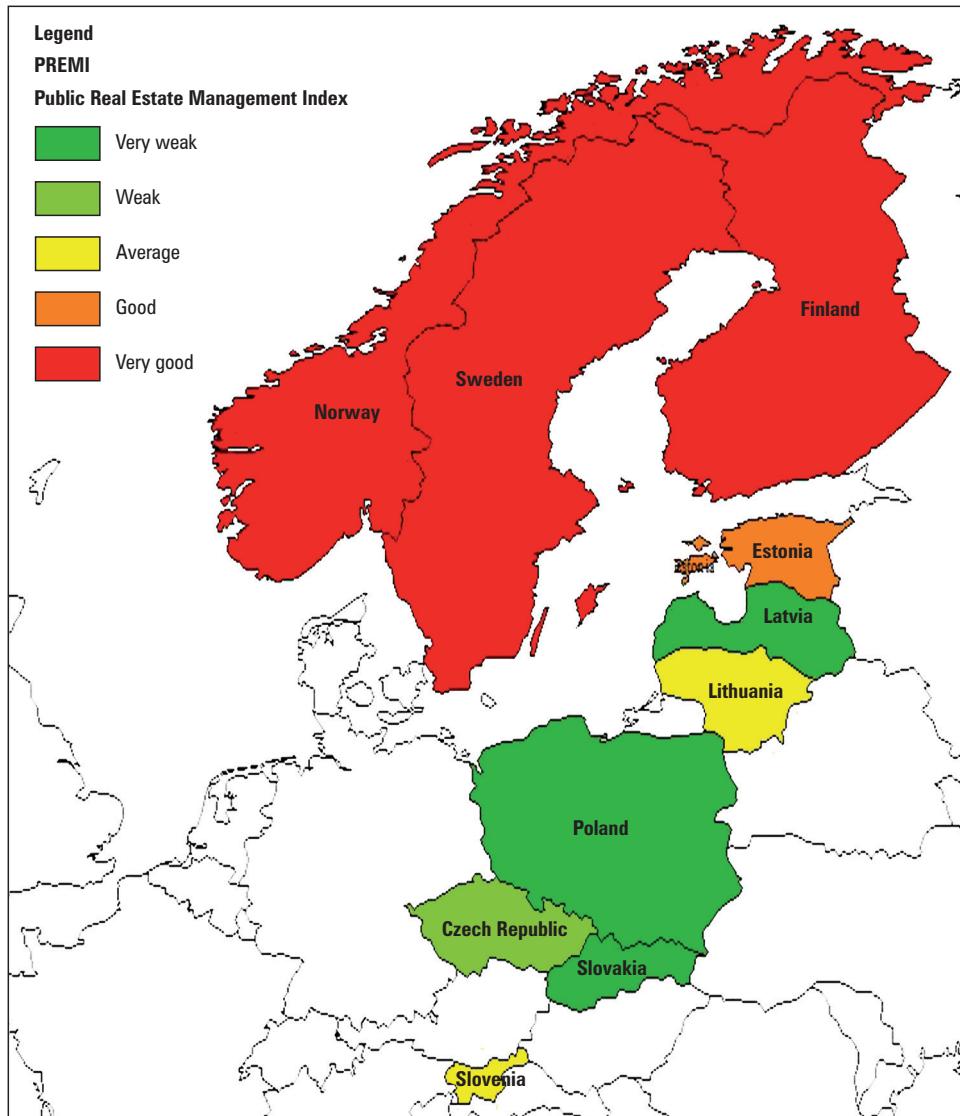 Legend
PREMI
Public Real Estate Management Index
Very weak
Weak
Average
Good
Very good
Finland
Sweden
Norway
Estonia
Estonia
Latvia
Lithuania
Poland
Czech Republic
Slovakia
Slovenia